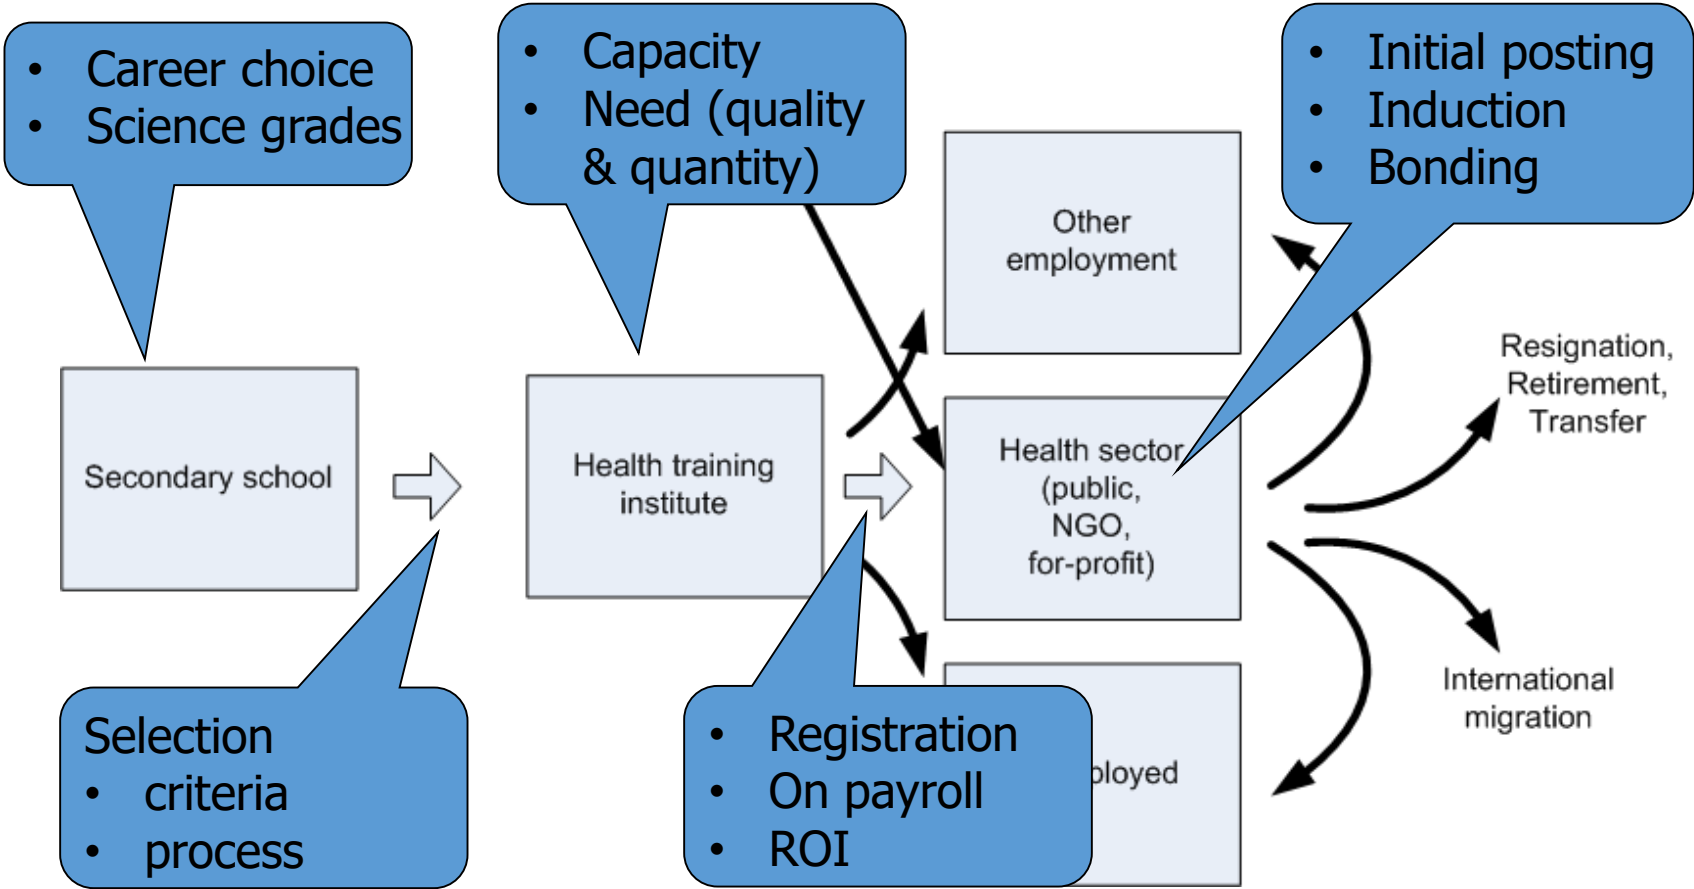 • Career choice
• Science grades
• Capacity
• Need (quality
& quantity)
• Initial posting
• Induction
• Bonding
Other
employment
Resignation,
Retirement,
Transfer
Secondary school
Health training
institute
Health sector
(public,
NGO,
for-profit)
International
migration
Selection
• criteria
• process
• Registration
• On payroll
• ROI
ployed